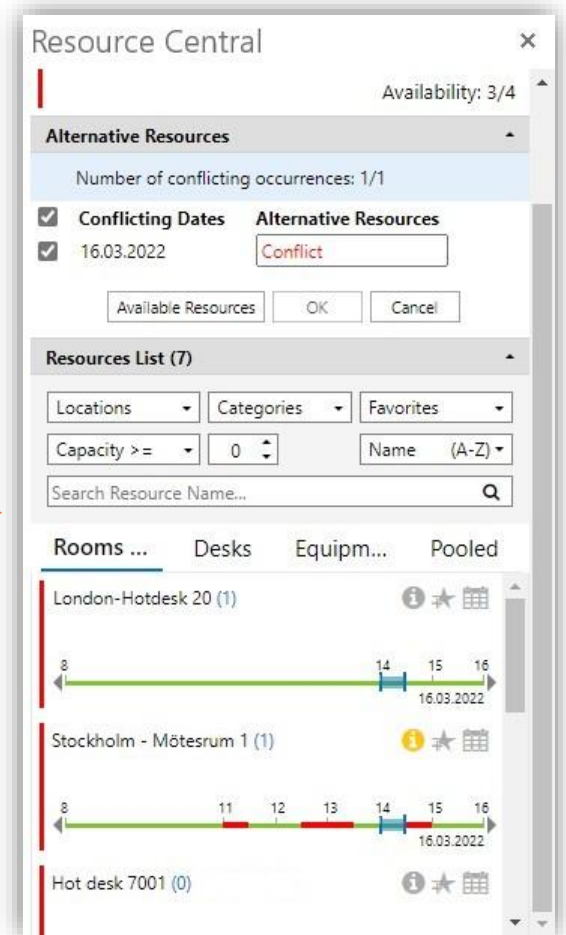 Resource Central
Availability: 3/4
Alternative Resources
Number of conflicting occurrences: 1/1
Conflicting Dates Alternative Resources
16.03.2022 Conflict
Available Resources OK Cancel
Resources List (7)
Locations Categories Favorites
Capacity >= 0 Name (A-Z)
Search Resource Name...
Rooms ... Desks Equipm... Pooled
London-Hotdesk 20 (1)
8 14 15 16
16.03.2022
Stockholm - Mötesrum 1 (1)
8 11 12 13 14 15 16
16.03.2022
Hot desk 7001 (0)